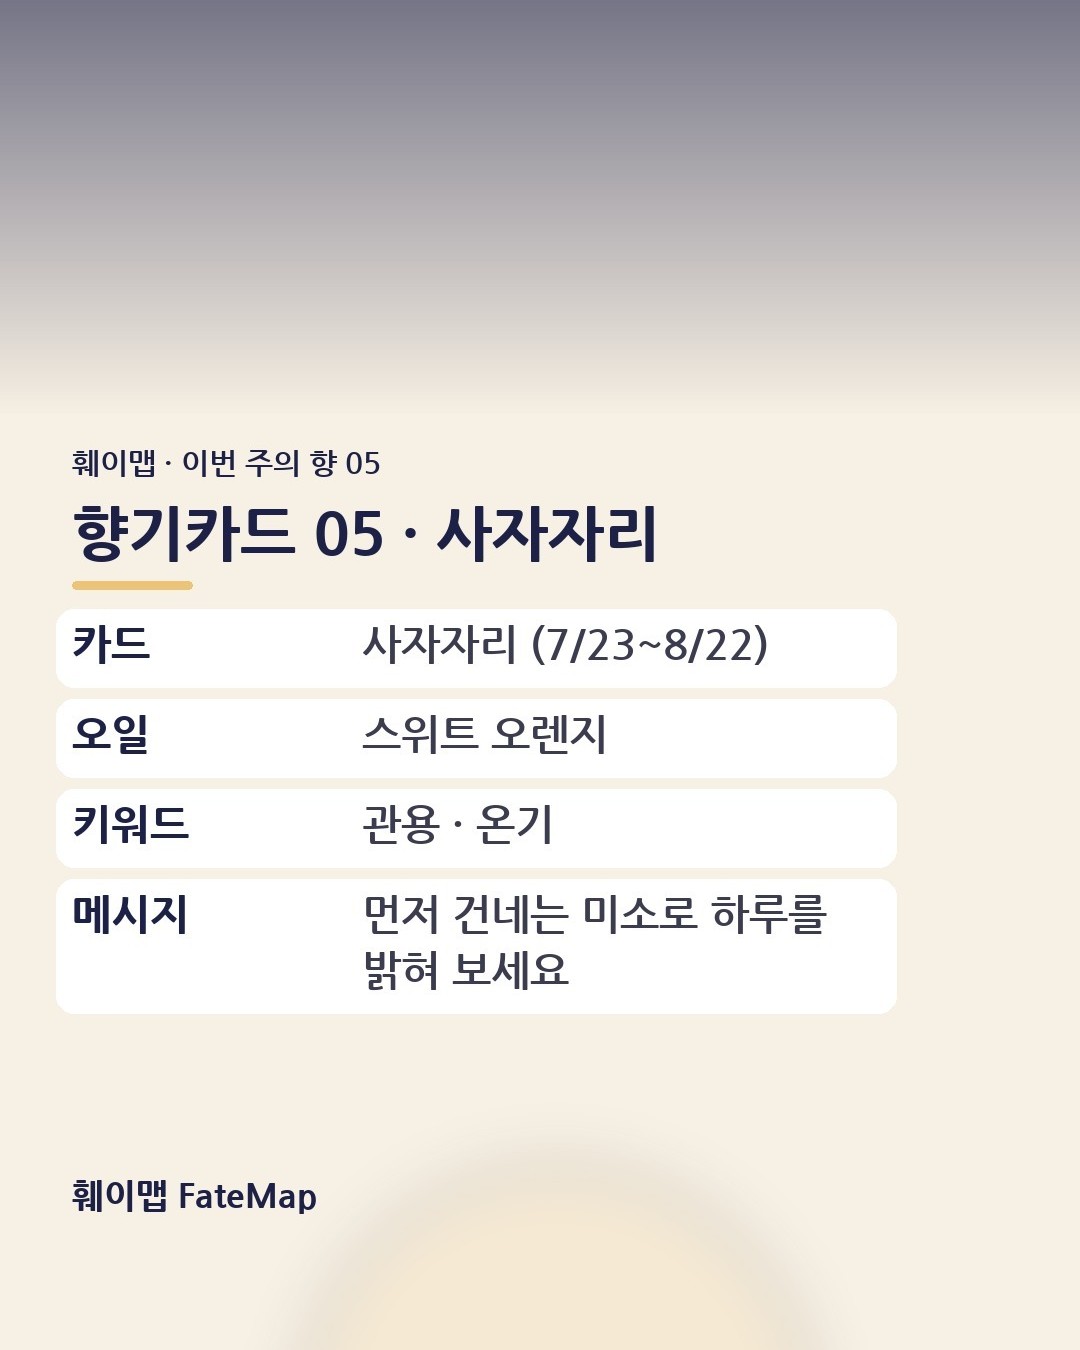 훼이맵 · 이번 주의 향 05
향기카드 05 · 사자자리
카드 사자자리 (7/23~8/22)
오일 스위트 오렌지
키워드 관용 · 온기
메시지 먼저 건네는 미소로 하루를
밝혀 보세요
훼이맵 FateMap